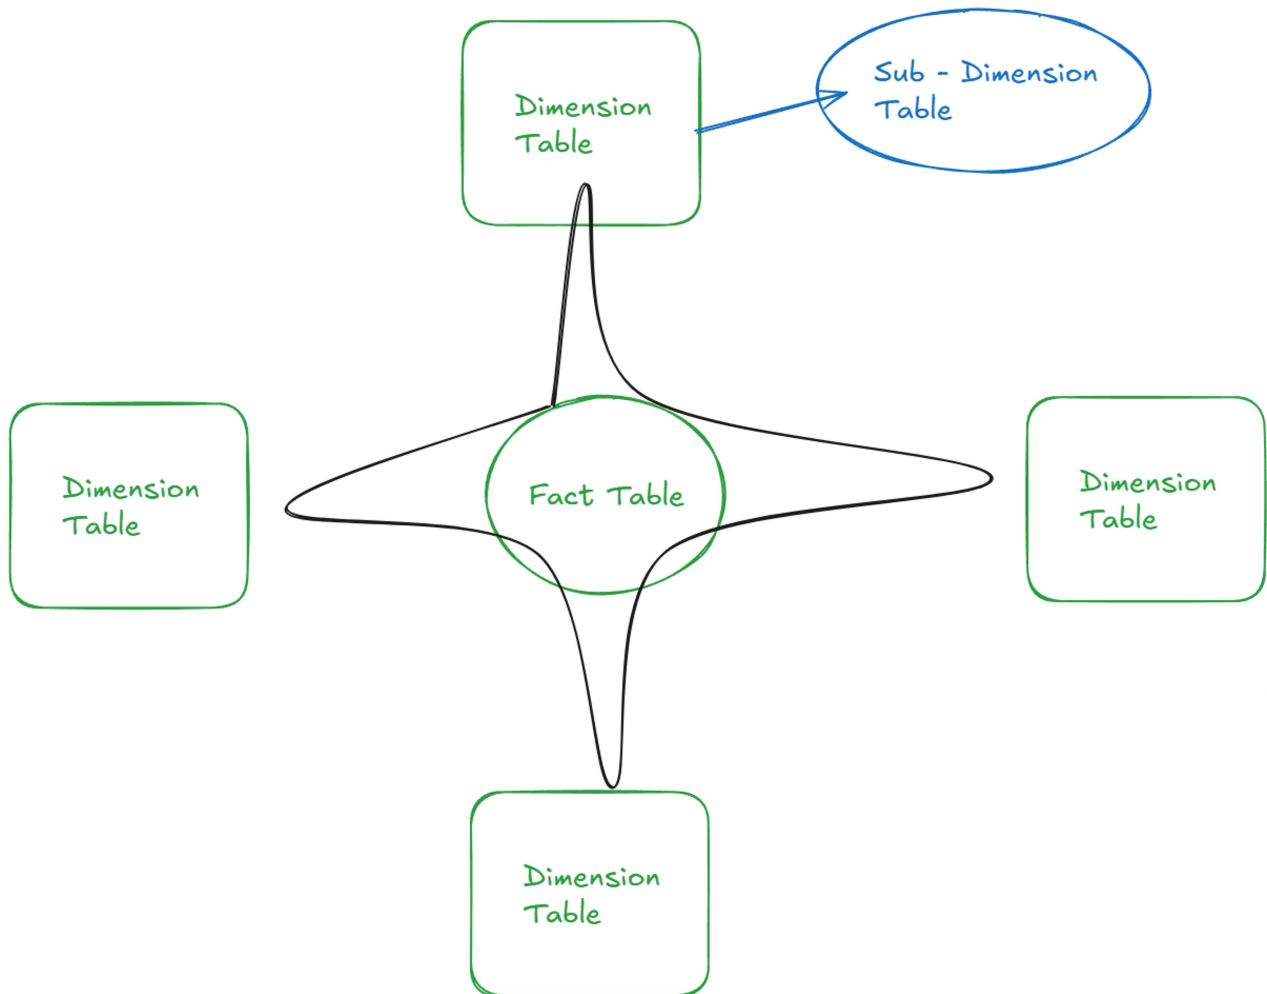 Dimension
Table
Sub - Dimension
Table
Dimension
Table
Fact Table
Dimension
Table
Dimension
Table